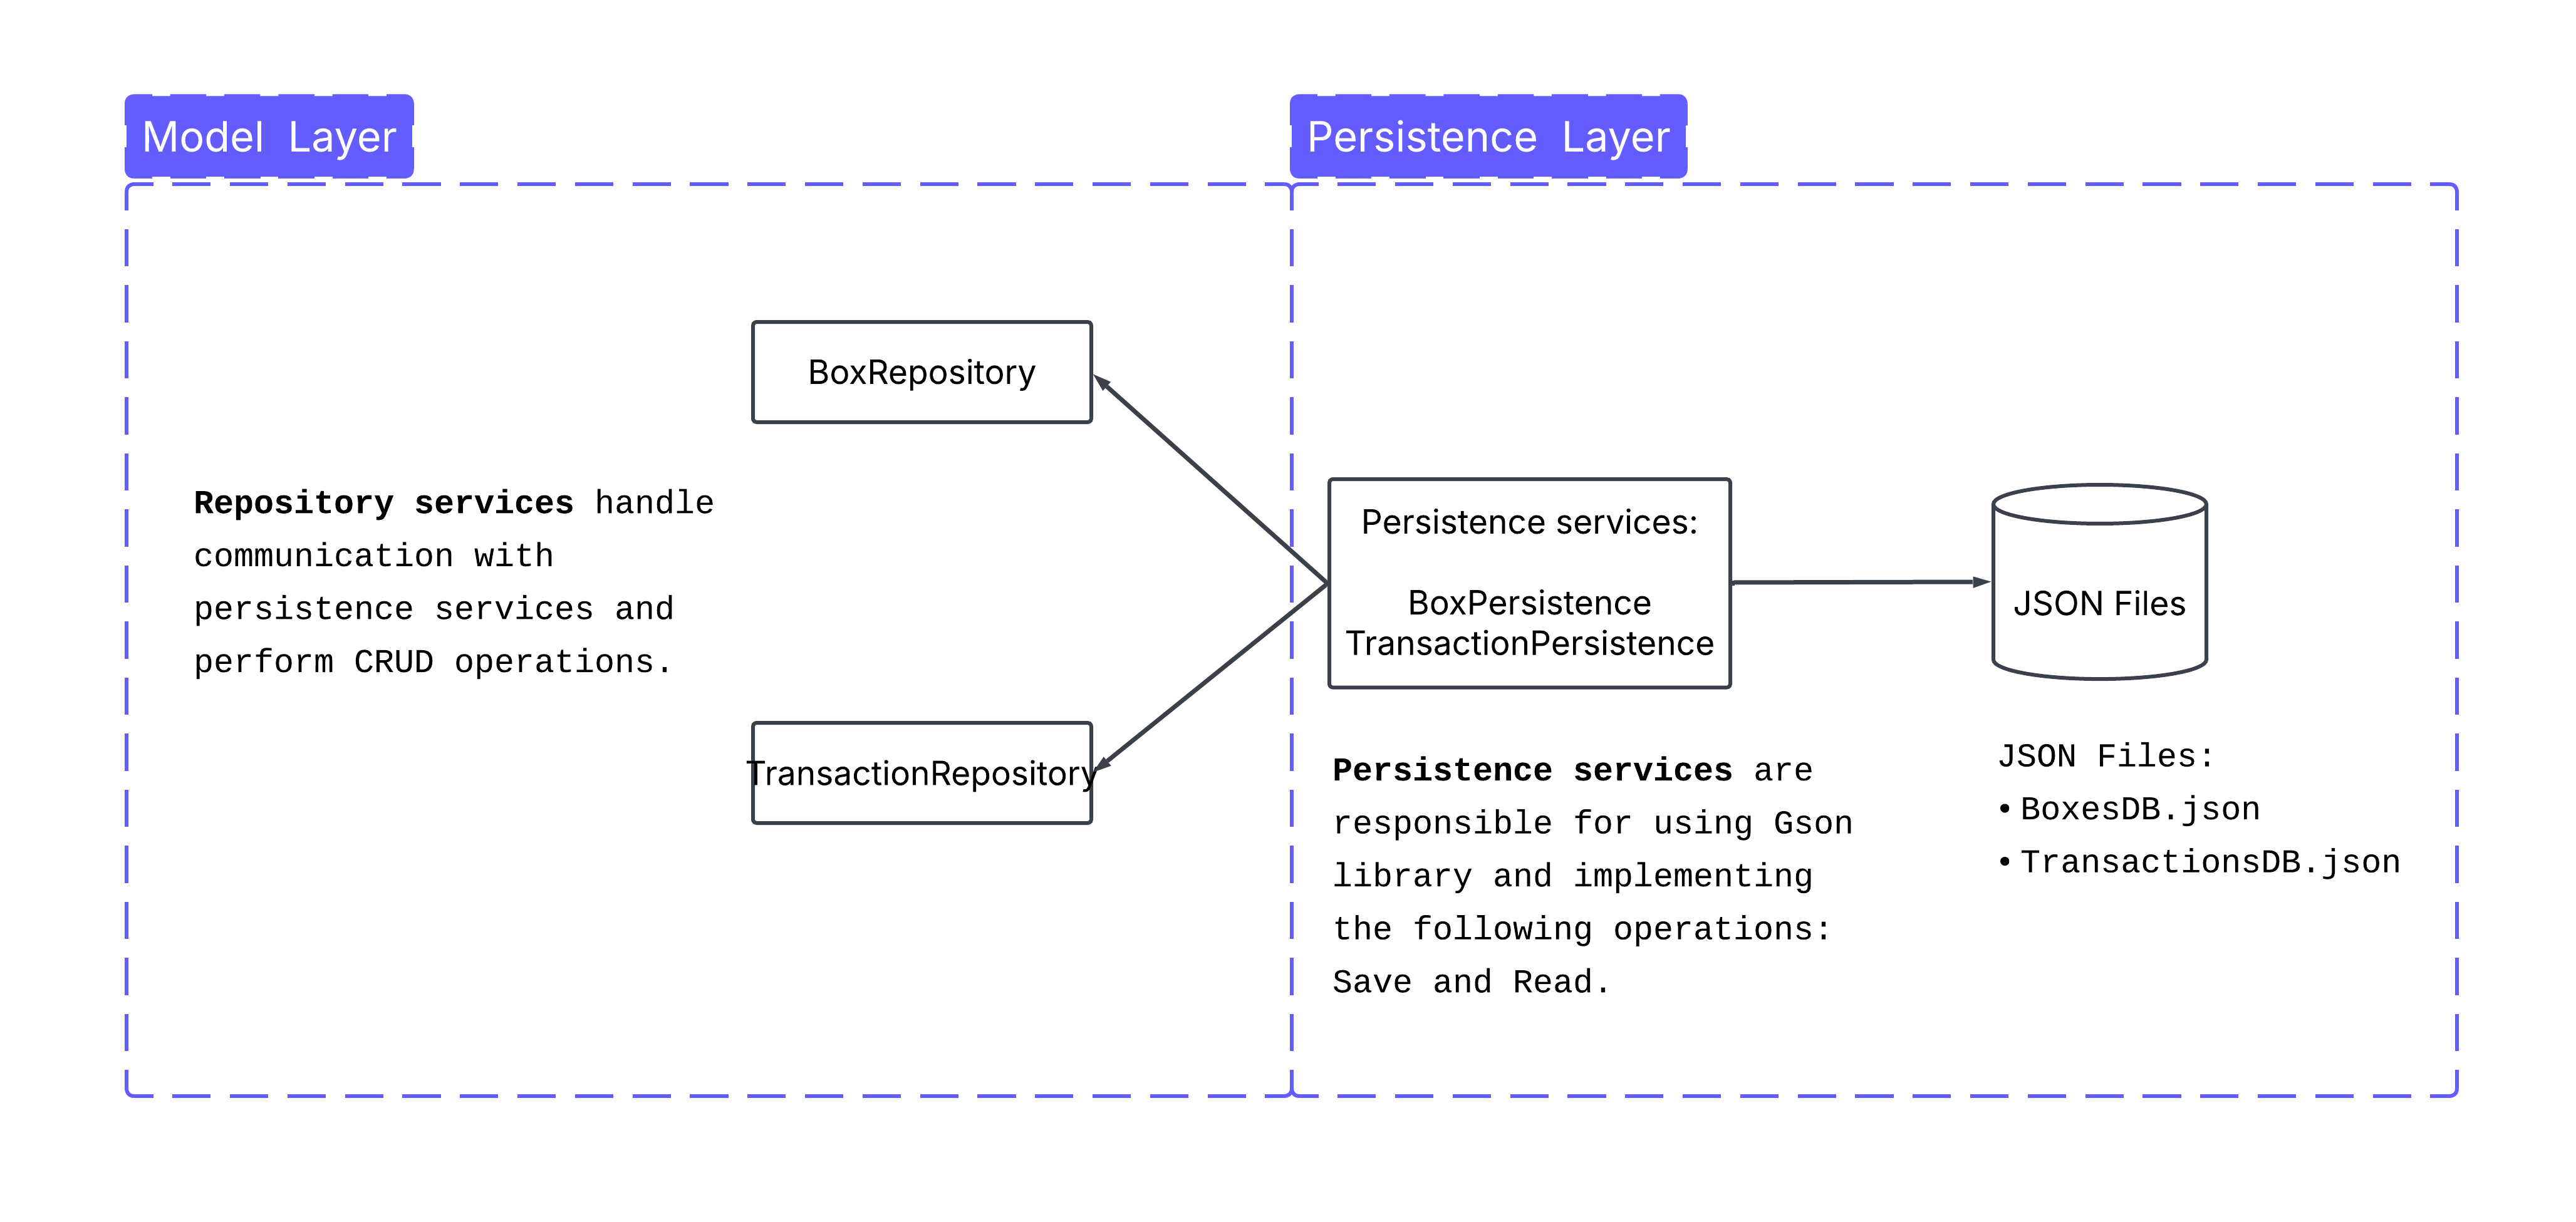 Model Layer
Persistence Layer
BoxRepository
Repository services handle
communication with
persistence services and
perform CRUD operations.
TransactionRepository
Persistence services:
BoxPersistence
TransactionPersistence
JSON Files
Persistence services are
responsible for using Gson
library and implementing
the following operations:
Save and Read.
JSON Files:
• BoxesDB.json
• TransactionsDB.json